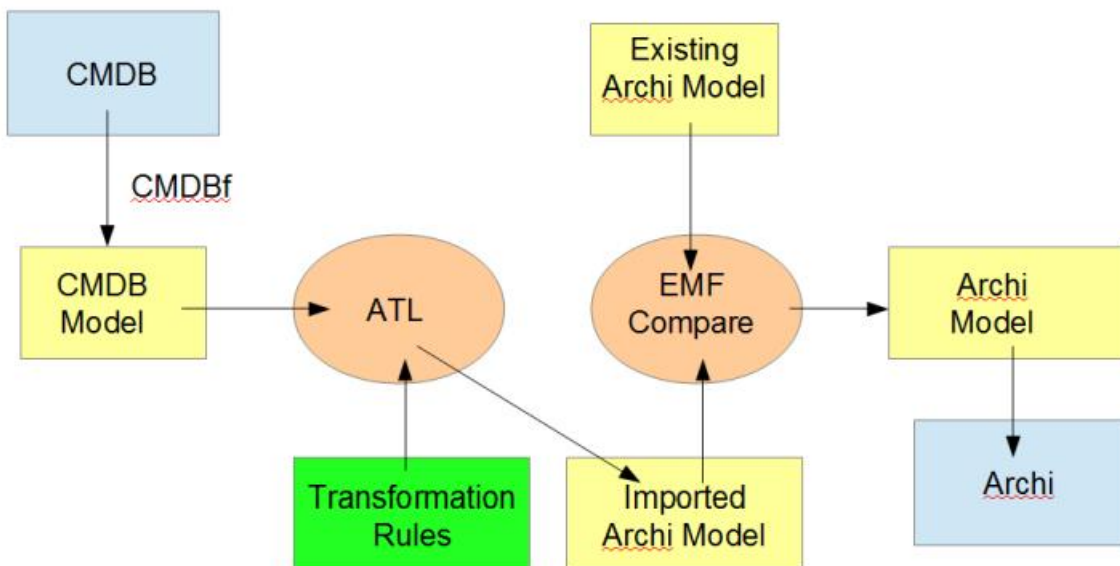 CMDB
Existing
Archi Model
CMDBf
CMDB
Model
ATL
EMF
Compare
Archi
Model
Transformation
Rules
Imported
Archi Model
Archi